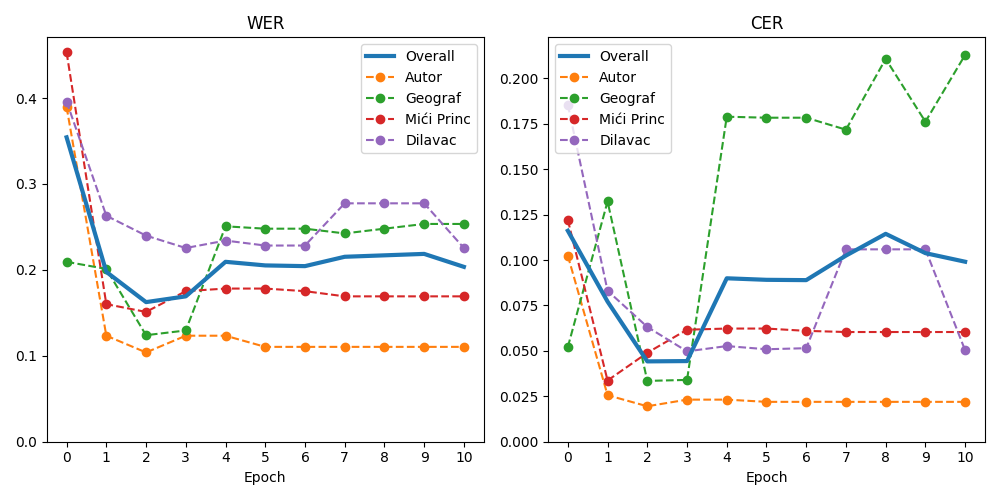 WER
0.4
0.3
0.2
0.1
0.0
0 1 2 3 4 5 6 7 8 9 10
Epoch
Overall
Autor
Geograf
Mići Princ
Dilavac
CER
0.200
0.175
0.150
0.125
0.100
0.075
0.050
0.025
0.000
0 1 2 3 4 5 6 7 8 9 10
Epoch
Overall
Autor
Geograf
Mići Princ
Dilavac